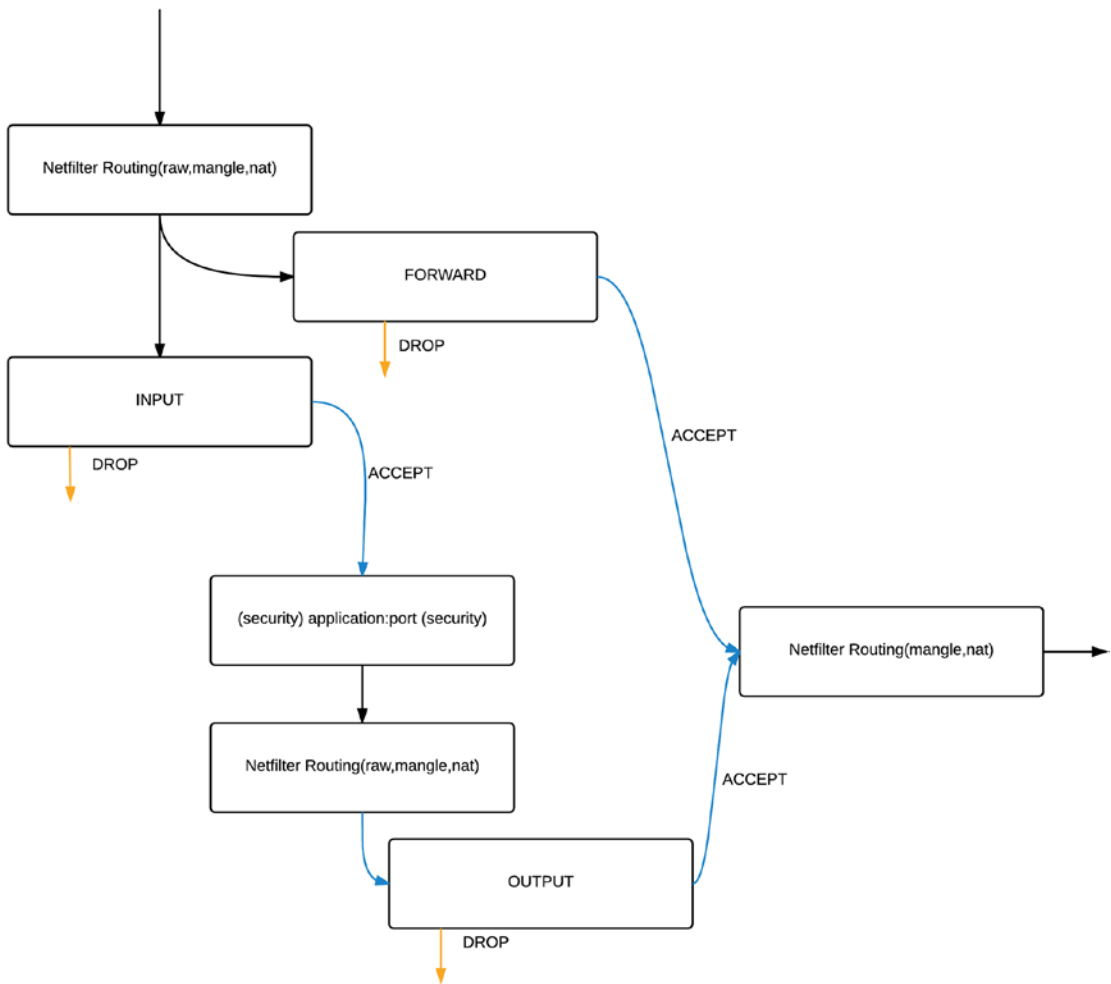 Netfilter Routing(raw,mangle,nat)
FORWARD
DROP
INPUT
DROP
ACCEPT
ACCEPT
(security) application:port (security)
Netfilter Routing(mangle,nat)
Netfilter Routing(raw,mangle,nat)
ACCEPT
OUTPUT
DROP